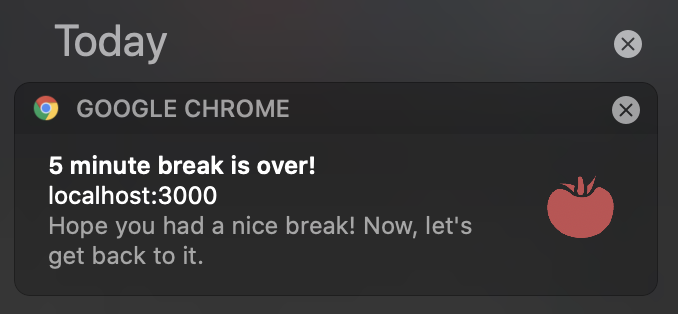 Today
GOOGLE CHROME
5 minute break is over!
localhost:3000
Hope you had a nice break! Now, let's
get back to it.